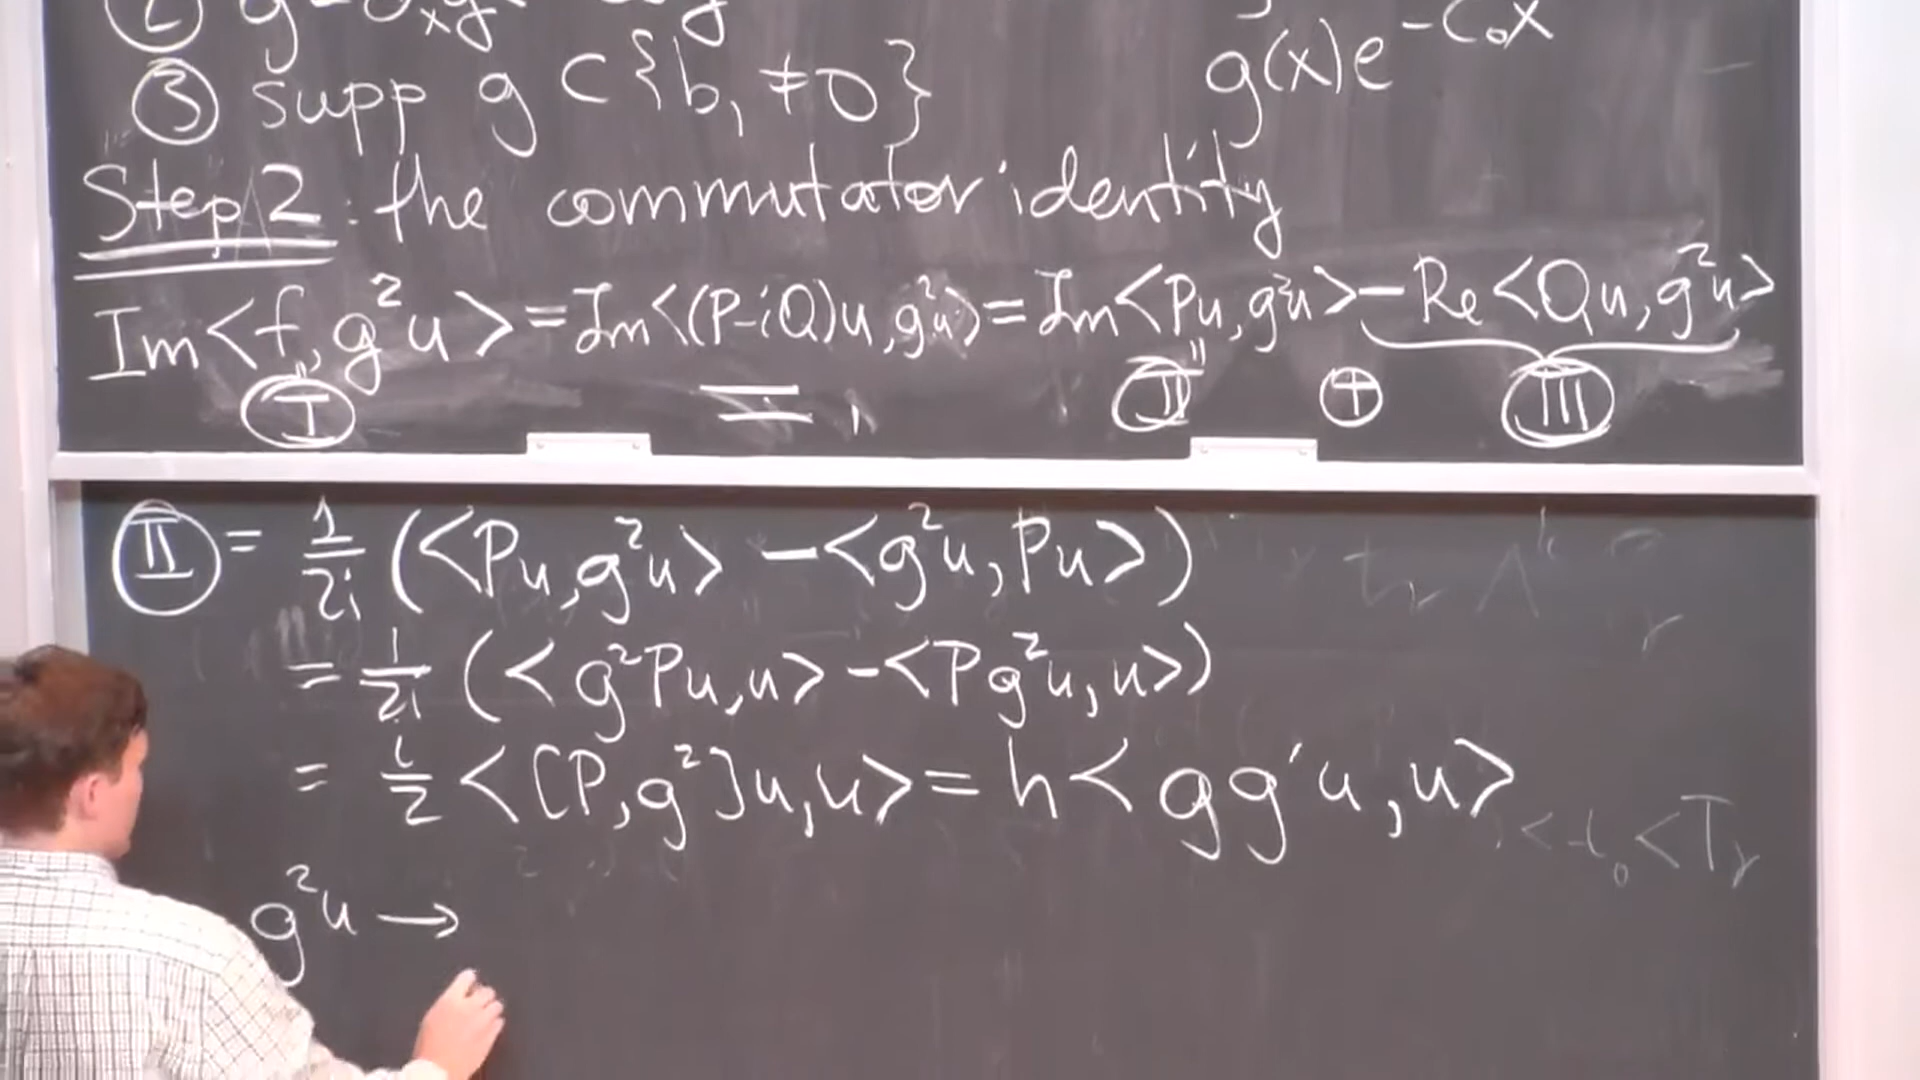 ③ supp g ⊂ {b₁ ≠ 0}
g(x)e^{-C₀x}
Step 2: the commutator identity
Im<f, g²u> = Im<(P-iQ)u, g²u> = Im<Pu, g²u> - Re<Qu, g²u>
Ⅰ = Ⅱ ⊕ Ⅲ
Ⅱ = 1/2i (<Pu, g²u> - <g²u, Pu>)
= 1/2i (<g²Pu, u> - <Pg²u, u>)
= i/2 <[P, g²]u, u> = h<gg'u, u>
g²u →